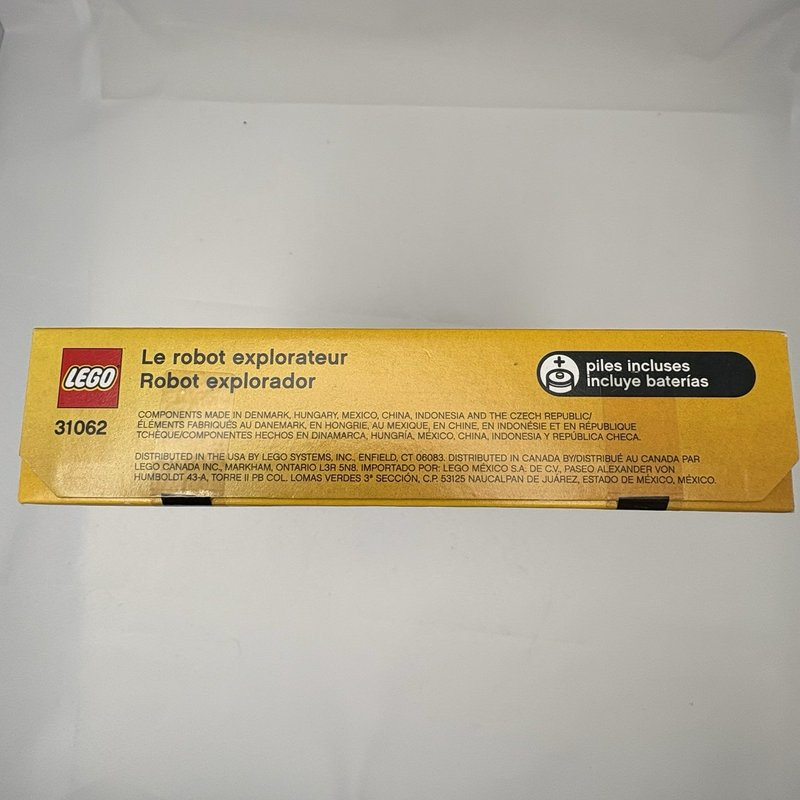 LEGO
31062
Le robot explorateur
Robot explorador
piles incluses
incluye baterías
COMPONENTS MADE IN DENMARK, HUNGARY, MEXICO, CHINA, INDONESIA AND THE CZECH REPUBLIC/
ÉLÉMENTS FABRIQUÉS AU DANEMARK, EN HONGRIE, AU MEXIQUE, EN CHINE, EN INDONÉSIE ET EN RÉPUBLIQUE
TCHÈQUE/COMPONENTES HECHOS EN DINAMARCA, HUNGRÍA, MÉXICO, CHINA, INDONESIA Y REPÚBLICA CHECA.
DISTRIBUTED IN THE USA BY LEGO SYSTEMS, INC., ENFIELD, CT 06083. DISTRIBUTED IN CANADA BY/DISTRIBUÉ AU CANADA PAR
LEGO CANADA INC., MARKHAM, ONTARIO L3R 5N8. IMPORTADO POR: LEGO MÉXICO S.A. DE C.V., PASEO ALEXANDER VON
HUMBOLDT 43-A, TORRE II PB COL. LOMAS VERDES 3ª SECCIÓN, C.P. 53125 NAUCALPAN DE JUÁREZ, ESTADO DE MÉXICO, MÉXICO.